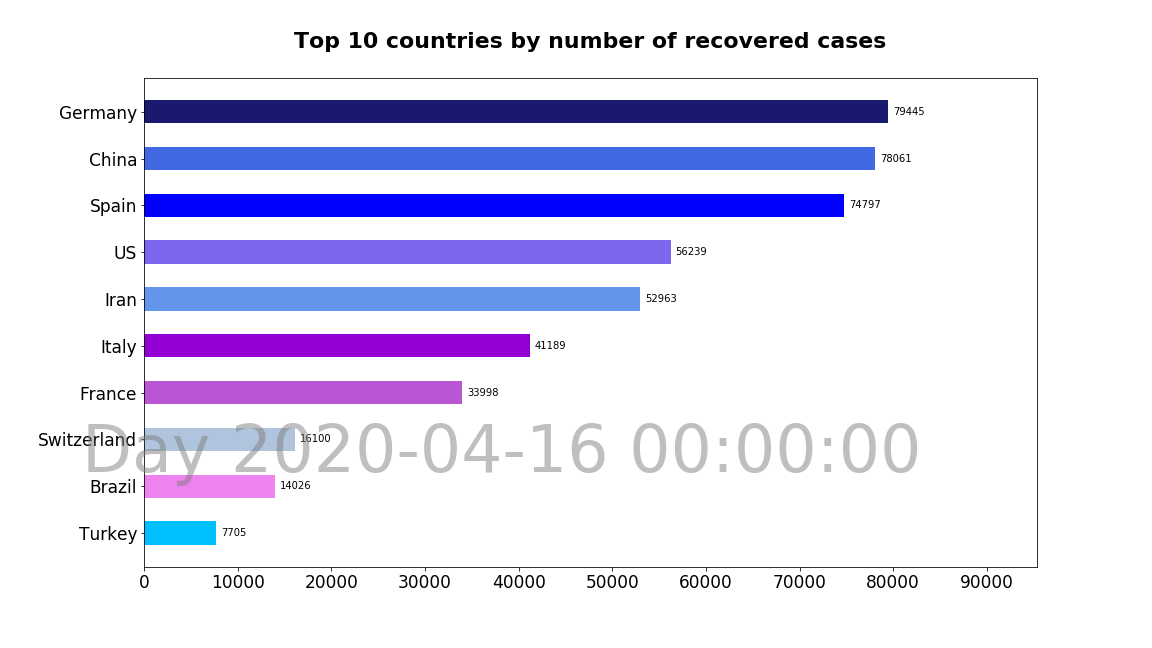 Top 10 countries by number of recovered cases
Germany 79445
China 78061
Spain 74797
US 56239
Iran 52963
Italy 41189
France 33998
Switzerland 16100
Day 2020-04-16 00:00:00
Brazil 14026
Turkey 7705
0 10000 20000 30000 40000 50000 60000 70000 80000 90000